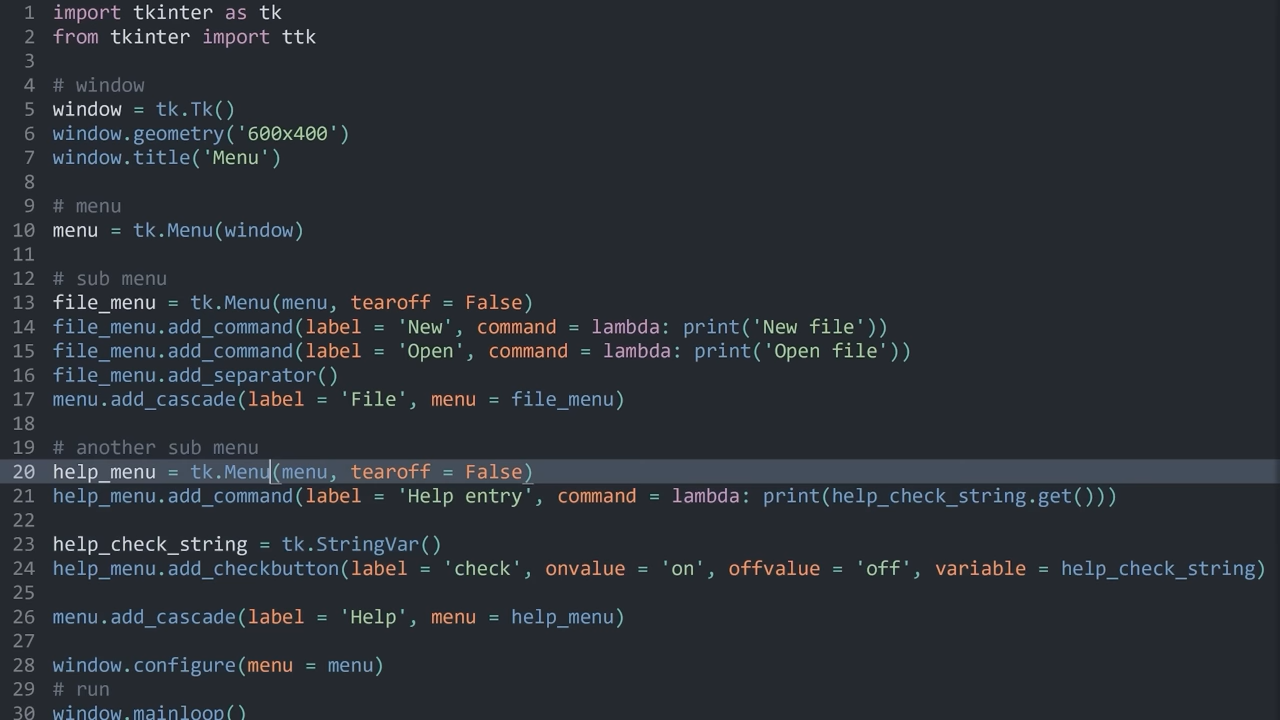 1 import tkinter as tk
2 from tkinter import ttk
3
4 # window
5 window = tk.Tk()
6 window.geometry('600x400')
7 window.title('Menu')
8
9 # menu
10 menu = tk.Menu(window)
11
12 # sub menu
13 file_menu = tk.Menu(menu, tearoff = False)
14 file_menu.add_command(label = 'New', command = lambda: print('New file'))
15 file_menu.add_command(label = 'Open', command = lambda: print('Open file'))
16 file_menu.add_separator()
17 menu.add_cascade(label = 'File', menu = file_menu)
18
19 # another sub menu
20 help_menu = tk.Menu(menu, tearoff = False)
21 help_menu.add_command(label = 'Help entry', command = lambda: print(help_check_string.get()))
22
23 help_check_string = tk.StringVar()
24 help_menu.add_checkbutton(label = 'check', onvalue = 'on', offvalue = 'off', variable = help_check_string)
25
26 menu.add_cascade(label = 'Help', menu = help_menu)
27
28 window.configure(menu = menu)
29 # run
30 window.mainloop()